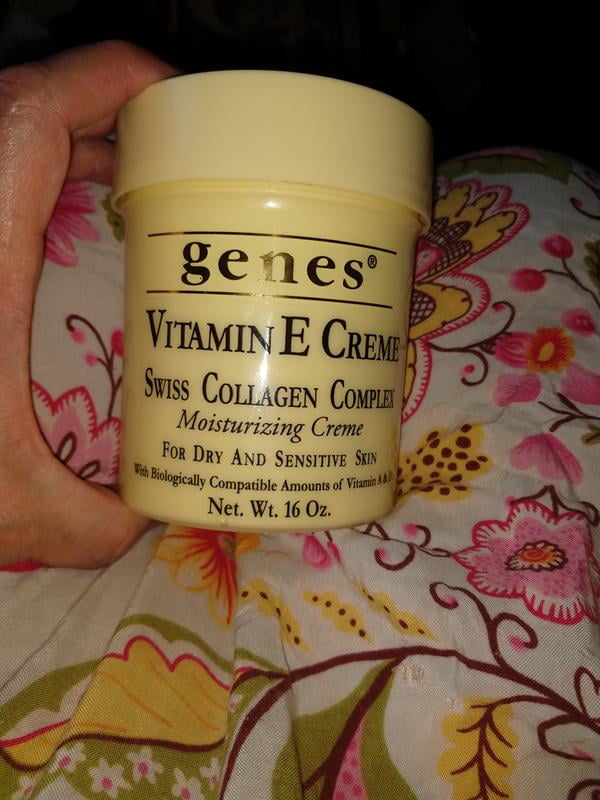 genes®
VITAMIN E CREME
SWISS COLLAGEN COMPLEX
Moisturizing Creme
FOR DRY AND SENSITIVE SKIN
With Biologically Compatible Amounts of Vitamin A & D
Net. Wt. 16 Oz.